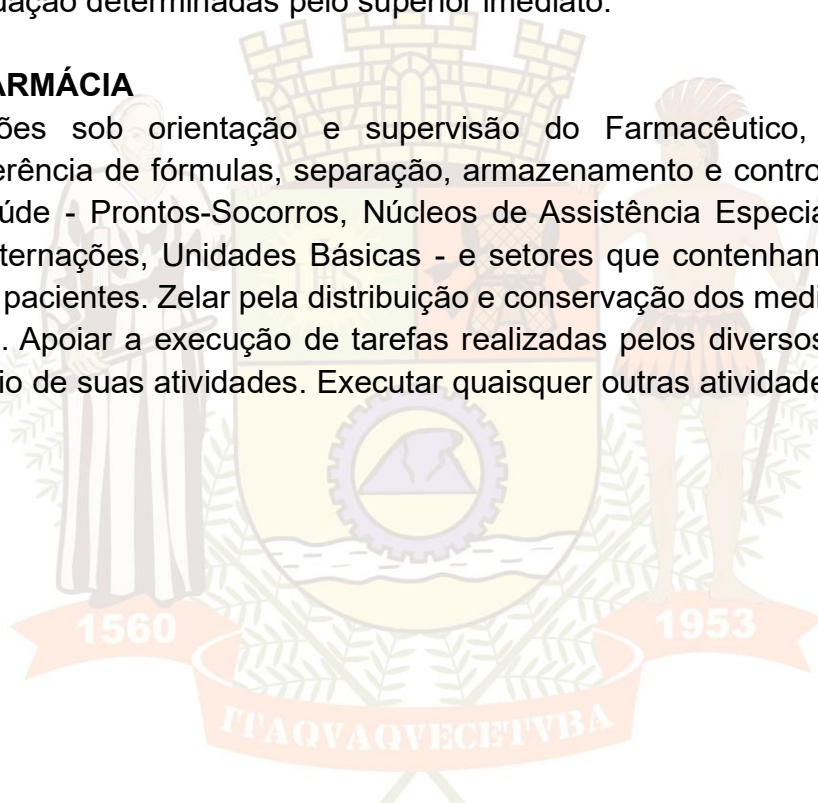 uação determinadas pelo superior imediato.
ARMÁCIA
ões sob orientação e supervisão do Farmacêutico,
erência de fórmulas, separação, armazenamento e contro
úde - Prontos-Socorros, Núcleos de Assistência Especia
ternações, Unidades Básicas - e setores que contenham
pacientes. Zelar pela distribuição e conservação dos medi
. Apoiar a execução de tarefas realizadas pelos diversos
io de suas atividades. Executar quaisquer outras atividade
IHS
1560
1953
ITAQVAQVECETVBA